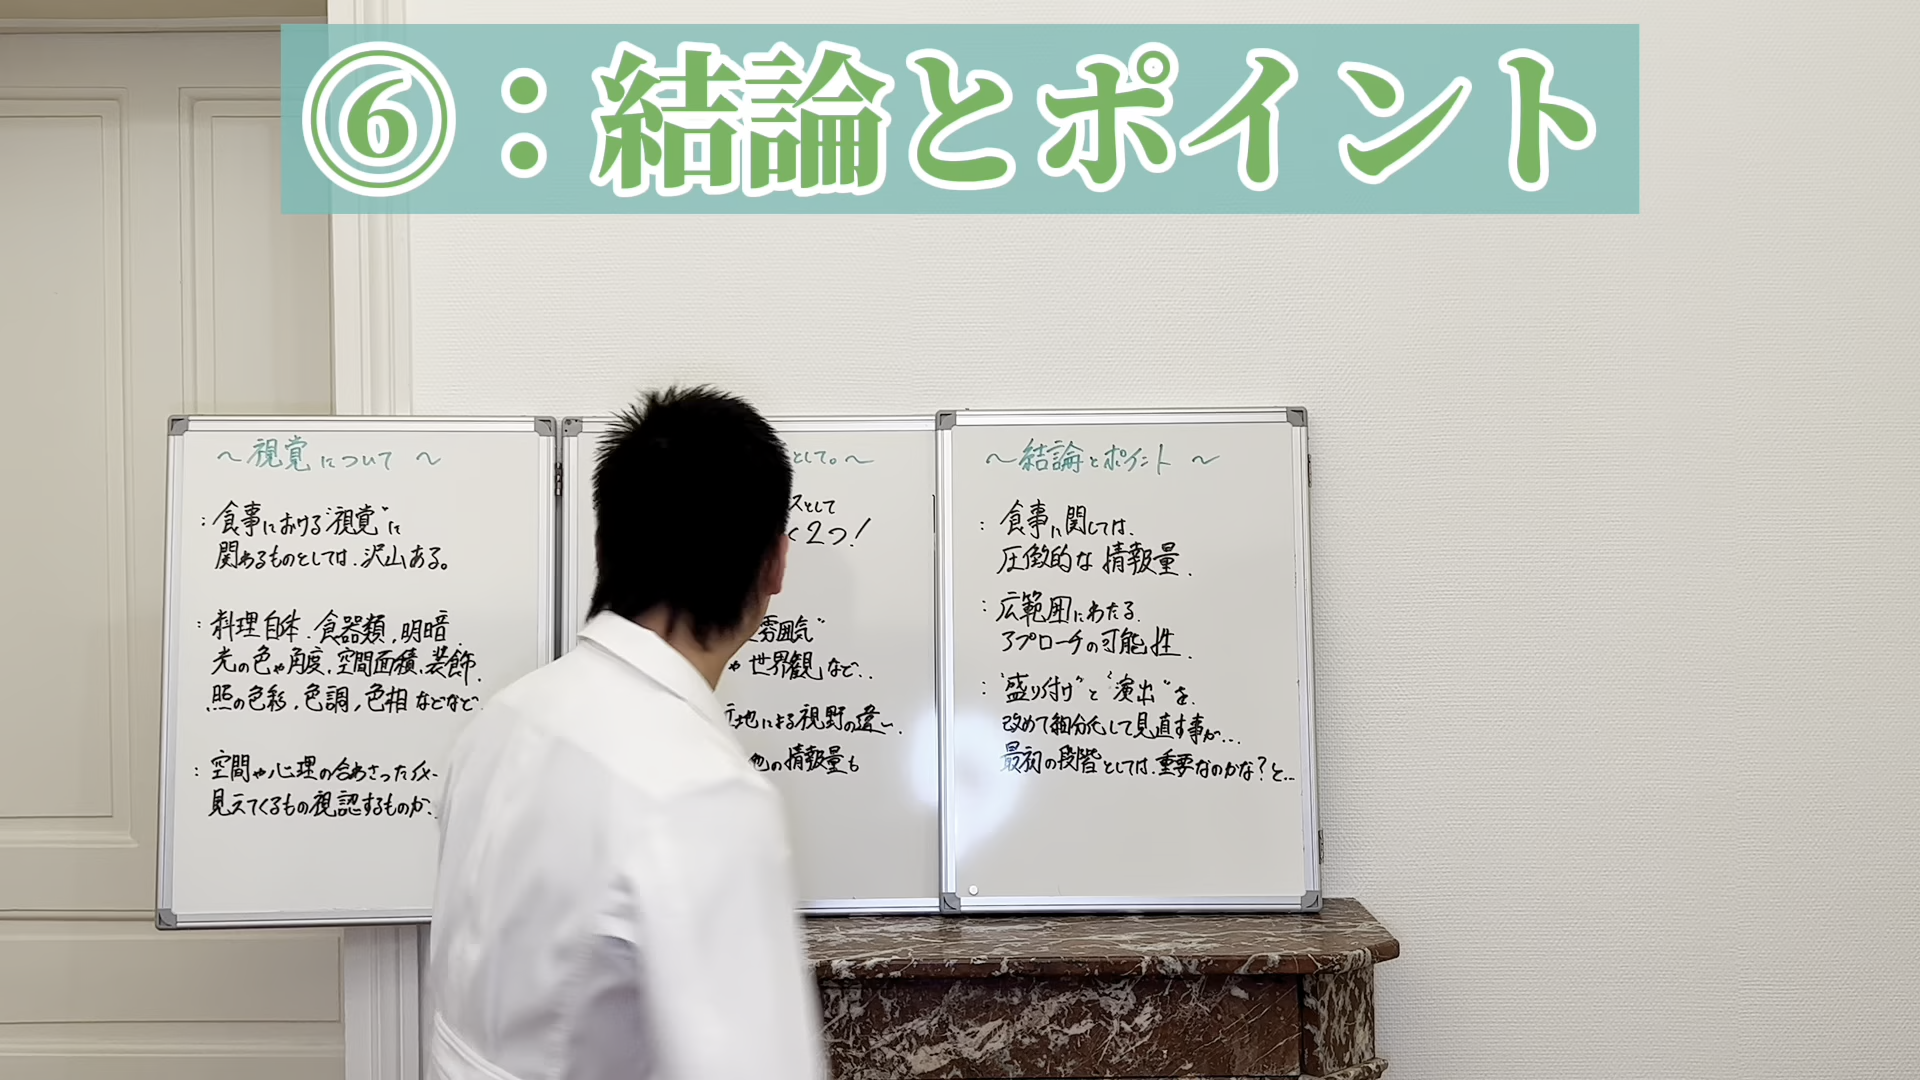 ⑥：結論とポイント
〜視覚について〜
：食事における"視覚"に
関わるものとしては、沢山ある。
：料理自体、食器類、明暗、
光の色や角度、空間面積、装飾、
照の色彩、色調、色相などなど、
：空間や心理の合わさった
見えてくるもの視認するものが、
として。〜
スとして
く2つ！
雰囲気"
や世界観など..
地による視野の違い.
他の情報量も
〜結論とポイント〜
：食事に関しては、
圧倒的な情報量.
：広範囲にわたる、
アプローチの可能性.
："盛り付け"と"演出"を、
改めて細分化して見直す事が...
最初の段階としては、重要なのかな？と...